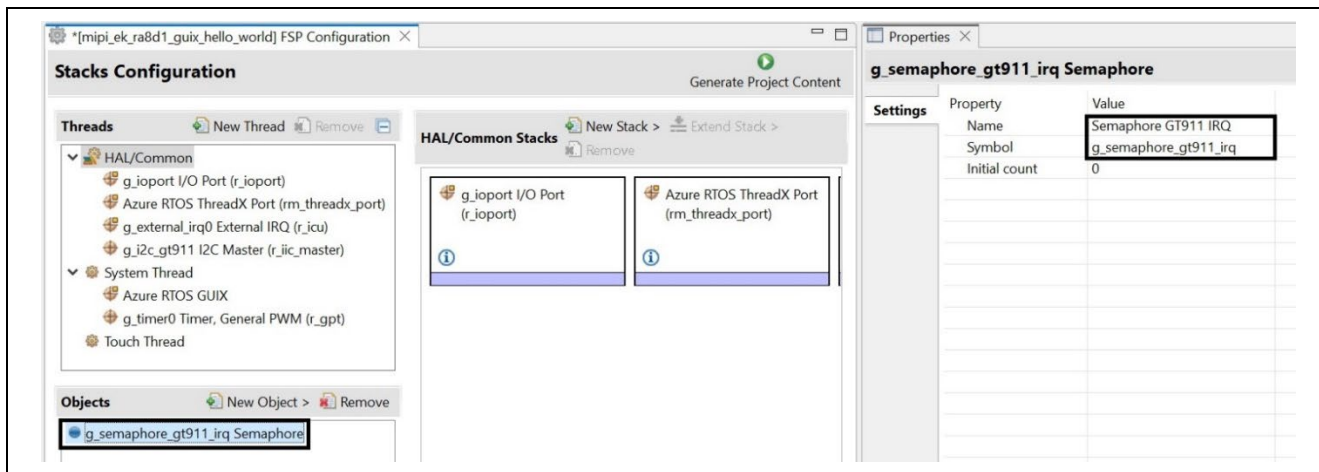 *[mipi_ek_ra8d1_guix_hello_world] FSP Configuration
Stacks Configuration
Generate Project Content
Threads
New Thread
Remove
HAL/Common
g_ioport I/O Port (r_ioport)
Azure RTOS ThreadX Port (rm_threadx_port)
g_external_irq0 External IRQ (r_icu)
g_i2c_gt911 I2C Master (r_iic_master)
System Thread
Azure RTOS GUIX
g_timer0 Timer, General PWM (r_gpt)
Touch Thread
Objects
New Object >
Remove
g_semaphore_gt911_irq Semaphore
HAL/Common Stacks
New Stack >
Extend Stack >
Remove
g_ioport I/O Port
(r_ioport)
Azure RTOS ThreadX Port
(rm_threadx_port)
Properties
g_semaphore_gt911_irq Semaphore
Settings
Property Value
Name Semaphore GT911 IRQ
Symbol g_semaphore_gt911_irq
Initial count 0